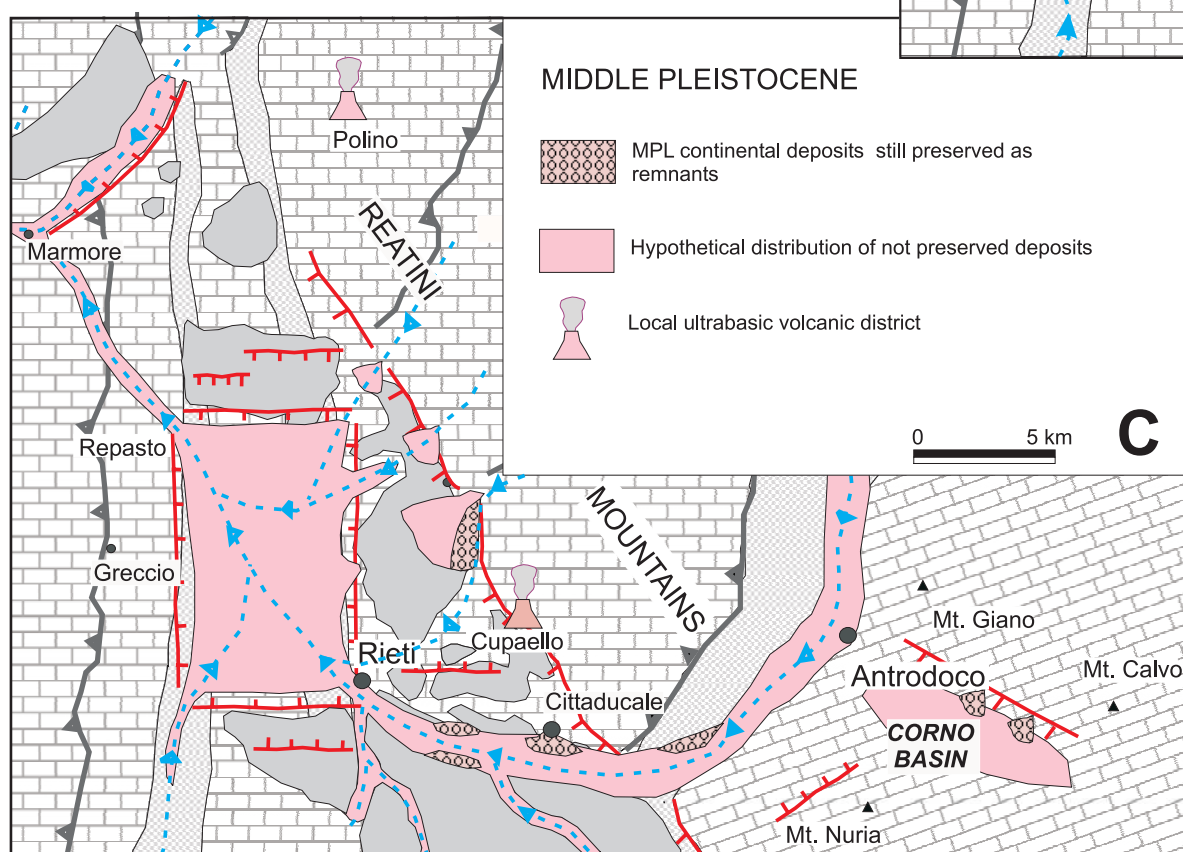 MIDDLE PLEISTOCENE
MPL continental deposits still preserved as
remnants
Hypothetical distribution of not preserved deposits
Local ultrabasic volcanic district
0 5 km
C
Polino
REATINI
Marmore
Repasto
Greccio
MOUNTAINS
Rieti
Cupaello
Cittaducale
Mt. Giano
Antrodoco
Mt. Calvo
CORNO
BASIN
Mt. Nuria